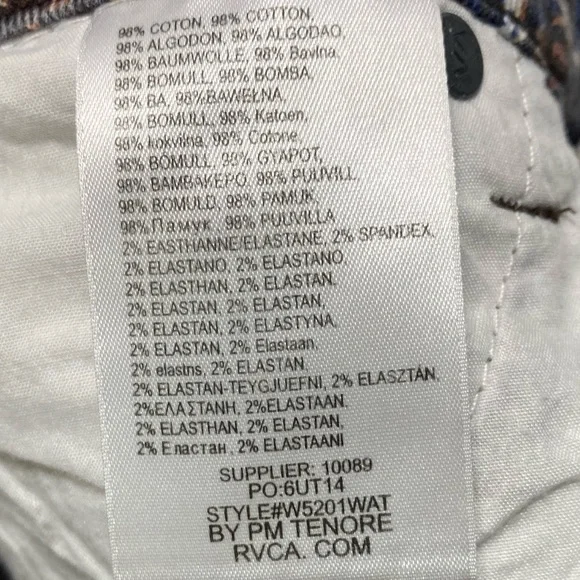 98% COTON, 98% COTTON,
98% ALGODON, 98% ALGODAO,
98% BAUMWOLLE, 98% Bavlna,
98% BOMULL, 98% BOMBA,
98% BA, 98%BAWEŁNA,
98% BOMULL, 98% Katoen,
98% kokvilna, 98% Cotone,
98% BOMULL, 98% GYAPOT,
98% BAMBAKEPO, 98% PUUVILL,
98% BOMULD, 98% PAMUK,
98% Памук, 98% PUUVILLA
2% EASTHANNE/ELASTANE, 2% SPANDEX,
2% ELASTANO, 2% ELASTANO,
2% ELASTHAN, 2% ELASTAN,
2% ELASTAN, 2% ELASTAN,
2% ELASTAN, 2% ELASTYNA,
2% ELASTAN, 2% Elastaan,
2% elastns, 2% ELASTAN,
2% ELASTAN-TEYGJUEFNI, 2% ELASZTÁN,
2%ΕΛΑΣΤΑΝΗ, 2%ELASTAAN,
2% ELASTHAN, 2% ELASTAN,
2% Еластан, 2% ELASTAANI
SUPPLIER: 10089
PO:6UT14
STYLE#W5201WAT
BY PM TENORE
RVCA. COM